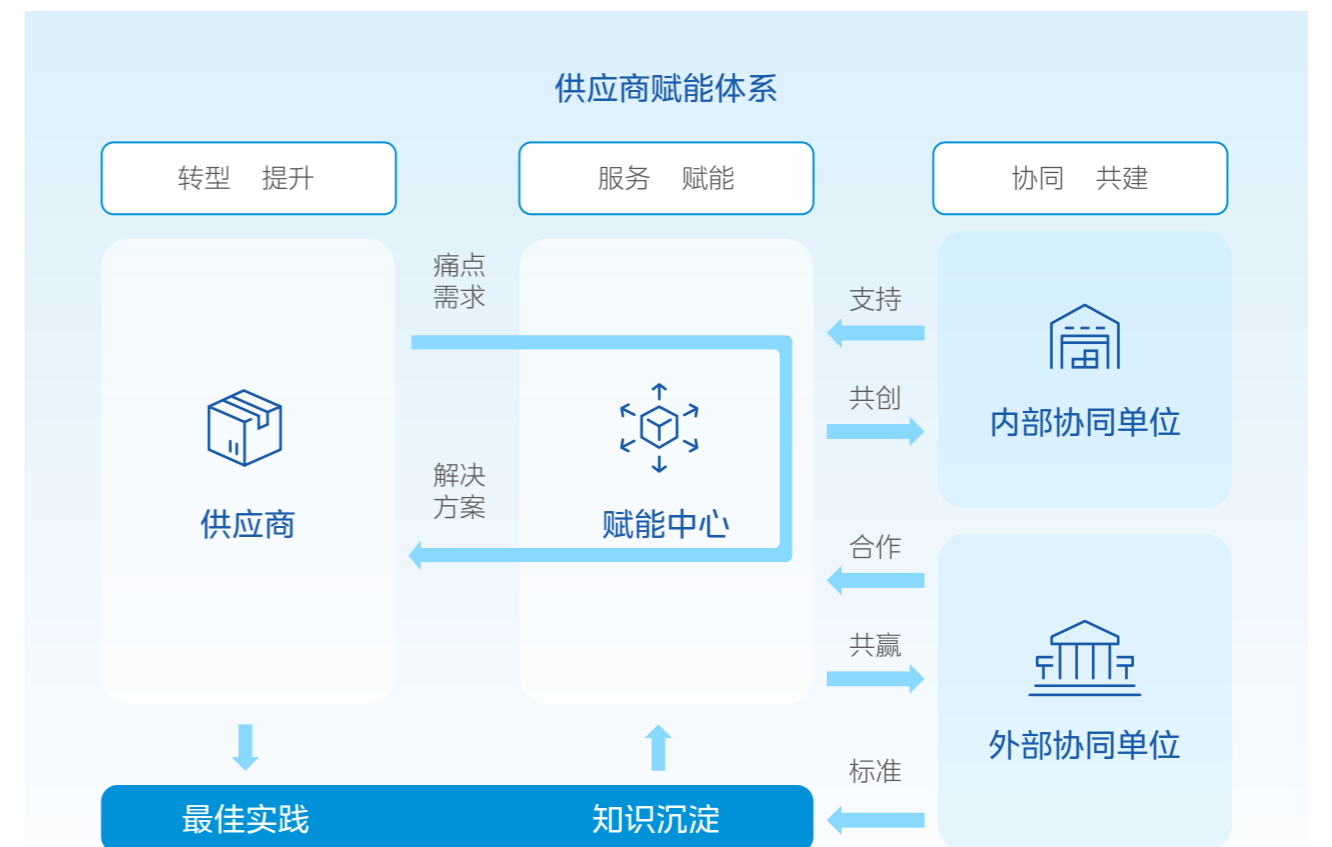 供应商赋能体系
转型 提升
服务 赋能
协同 共建
痛点
需求
支持
共创
内部协同单位
解决
方案
供应商
赋能中心
合作
共赢
外部协同单位
标准
最佳实践
知识沉淀